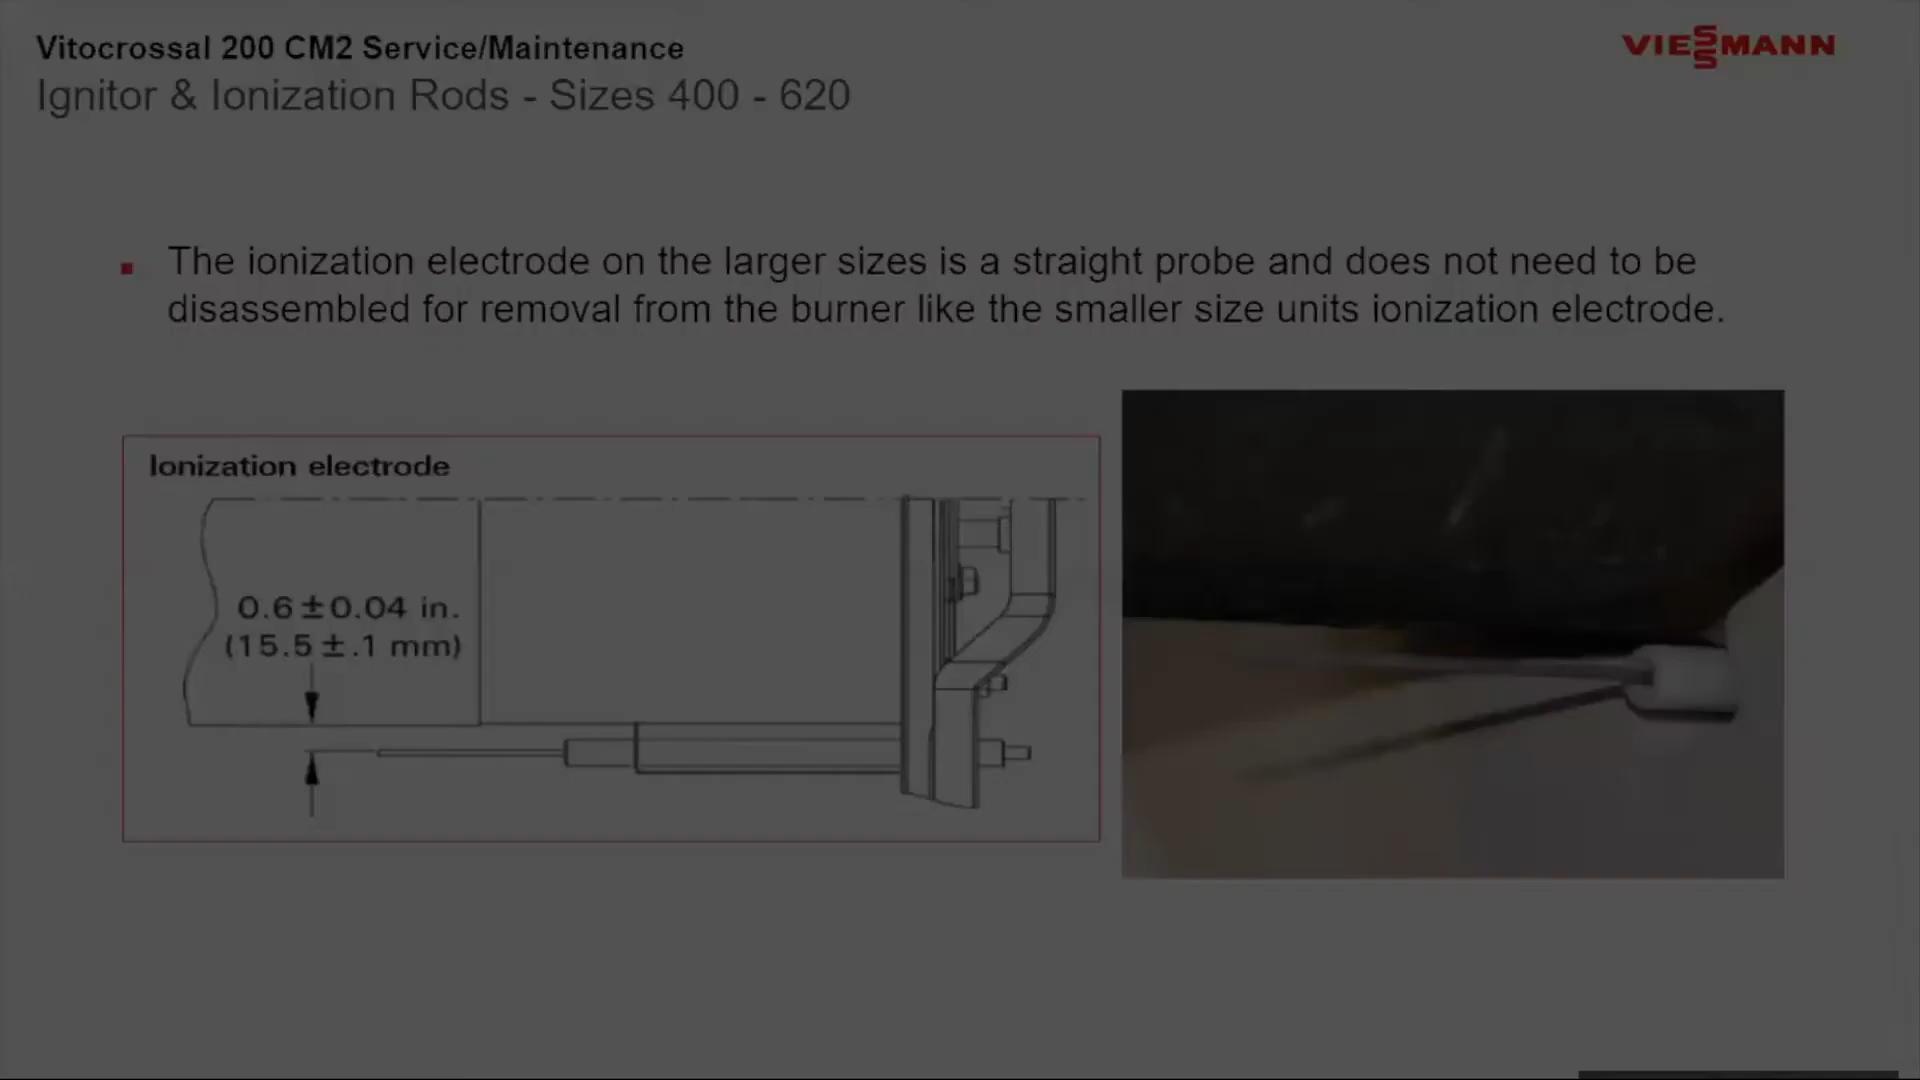 Vitocrossal 200 CM2 Service/Maintenance
VIESSMANN
Ignitor & Ionization Rods - Sizes 400 - 620
The ionization electrode on the larger sizes is a straight probe and does not need to be
disassembled for removal from the burner like the smaller size units ionization electrode.
Ionization electrode
0.6±0.04 in.
(15.5±.1 mm)